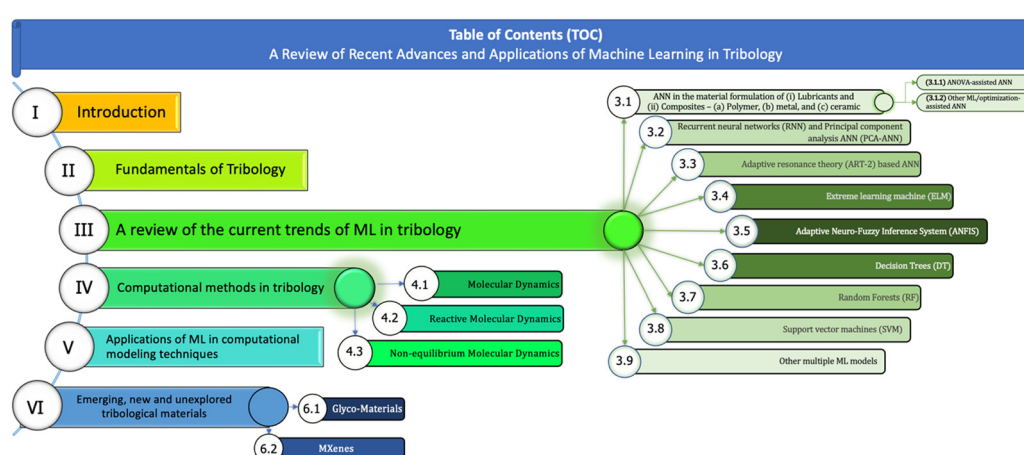 Table of Contents (TOC)
A Review of Recent Advances and Applications of Machine Learning in Tribology
I
Introduction
II
Fundamentals of Tribology
III
A review of the current trends of ML in tribology
3.1
ANN in the material formulation of (i) Lubricants and
(ii) Composites – (a) Polymer, (b) metal, and (c) ceramic
(3.1.1) ANOVA-assisted ANN
(3.1.2) Other ML/optimization-
assisted ANN
3.2
Recurrent neural networks (RNN) and Principal component
analysis ANN (PCA-ANN)
3.3
Adaptive resonance theory (ART-2) based ANN
3.4
Extreme learning machine (ELM)
3.5
Adaptive Neuro-Fuzzy Inference System (ANFIS)
3.6
Decision Trees (DT)
3.7
Random Forests (RF)
3.8
Support vector machines (SVM)
3.9
Other multiple ML models
IV
Computational methods in tribology
4.1
Molecular Dynamics
4.2
Reactive Molecular Dynamics
4.3
Non-equilibrium Molecular Dynamics
V
Applications of ML in computational
modeling techniques
VI
Emerging, new and unexplored
tribological materials
6.1
Glyco-Materials
6.2
MXenes